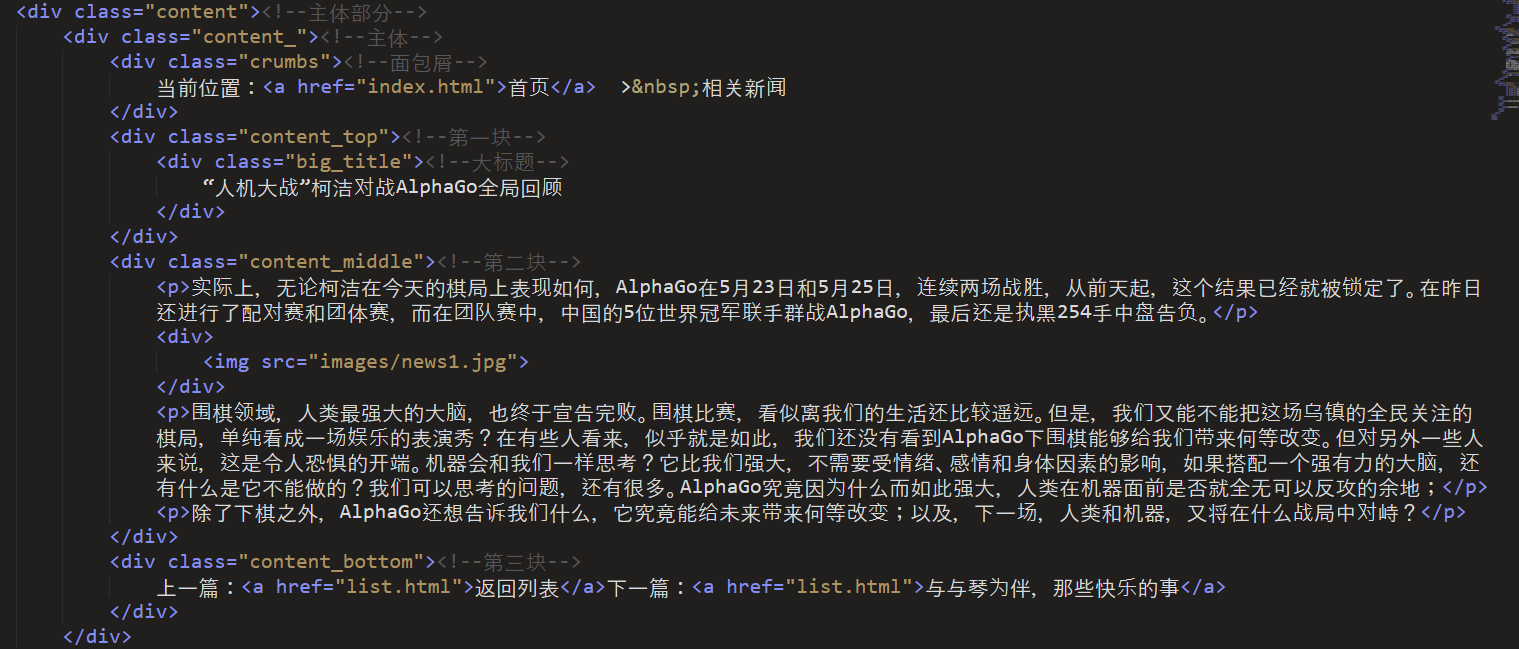 <div class="content"><!--主体部分-->
<div class="content_"><!--主体-->
<div class="crumbs"><!--面包屑-->
当前位置：<a href="index.html">首页</a>  >&nbsp;相关新闻
</div>
<div class="content_top"><!--第一块-->
<div class="big_title"><!--大标题-->
“人机大战”柯洁对战AlphaGo全局回顾
</div>
</div>
<div class="content_middle"><!--第二块-->
<p>实际上，无论柯洁在今天的棋局上表现如何，AlphaGo在5月23日和5月25日，连续两场战胜，从前天起，这个结果已经就被锁定了。在昨日
还进行了配对赛和团体赛，而在团队赛中，中国的5位世界冠军联手群战AlphaGo，最后还是执黑254手中盘告负。</p>
<div>
<img src="images/news1.jpg">
</div>
<p>围棋领域，人类最强大的大脑，也终于宣告完败。围棋比赛，看似离我们的生活还比较遥远。但是，我们又能不能把这场乌镇的全民关注的
棋局，单纯看成一场娱乐的表演秀？在有些人看来，似乎就是如此，我们还没有看到AlphaGo下围棋能够给我们带来何等改变。但对另外一些人
来说，这是令人恐惧的开端。机器会和我们一样思考？它比我们强大，不需要受情绪、感情和身体因素的影响，如果搭配一个强有力的大脑，还
有什么是它不能做的？我们可以思考的问题，还有很多。AlphaGo究竟因为什么而如此强大，人类在机器面前是否就全无可以反攻的余地；</p>
<p>除了下棋之外，AlphaGo还想告诉我们什么，它究竟能给未来带来何等改变；以及，下一场，人类和机器，又将在什么战局中对峙？</p>
</div>
<div class="content_bottom"><!--第三块-->
上一篇：<a href="list.html">返回列表</a>下一篇：<a href="list.html">与与琴为伴，那些快乐的事</a>
</div>
</div>